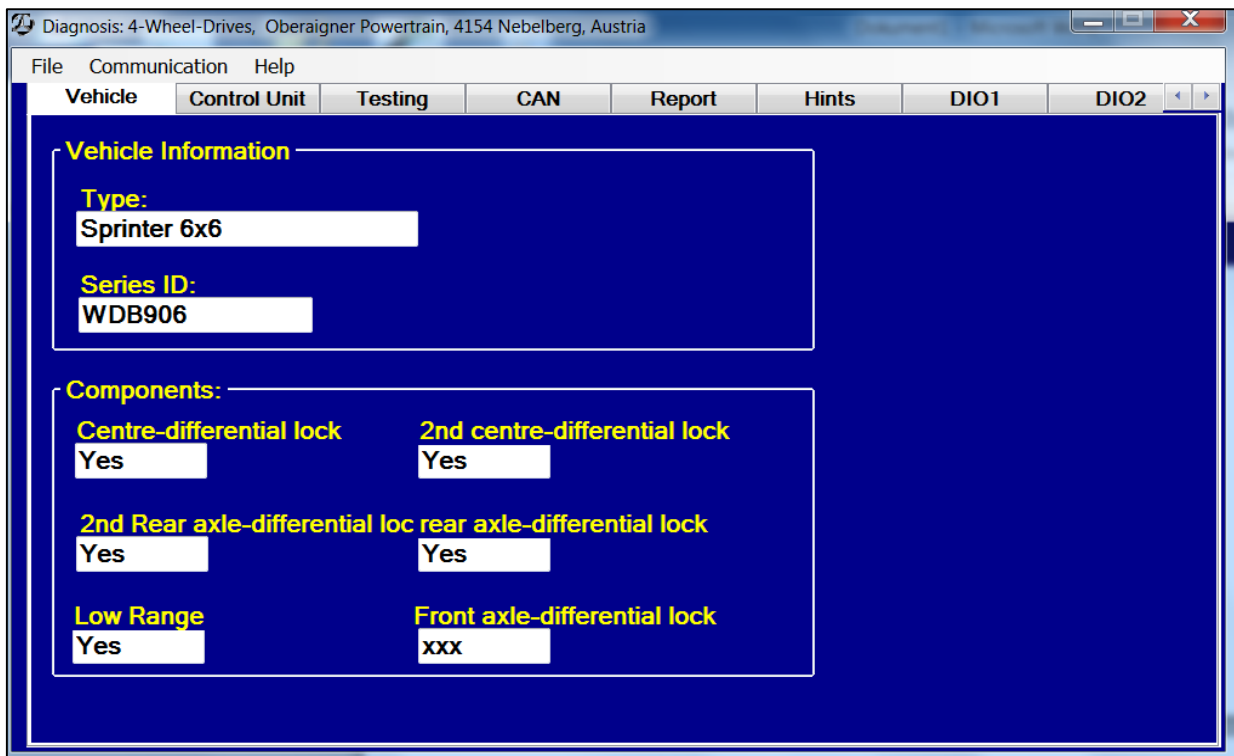 Diagnosis: 4-Wheel-Drives, Oberaigner Powertrain, 4154 Nebelberg, Austria
File Communication Help
Vehicle Control Unit Testing CAN Report Hints DIO1 DIO2
Vehicle Information
Type:
Sprinter 6x6
Series ID:
WDB906
Components:
Centre-differential lock 2nd centre-differential lock
Yes Yes
2nd Rear axle-differential loc rear axle-differential lock
Yes Yes
Low Range Front axle-differential lock
Yes xxx